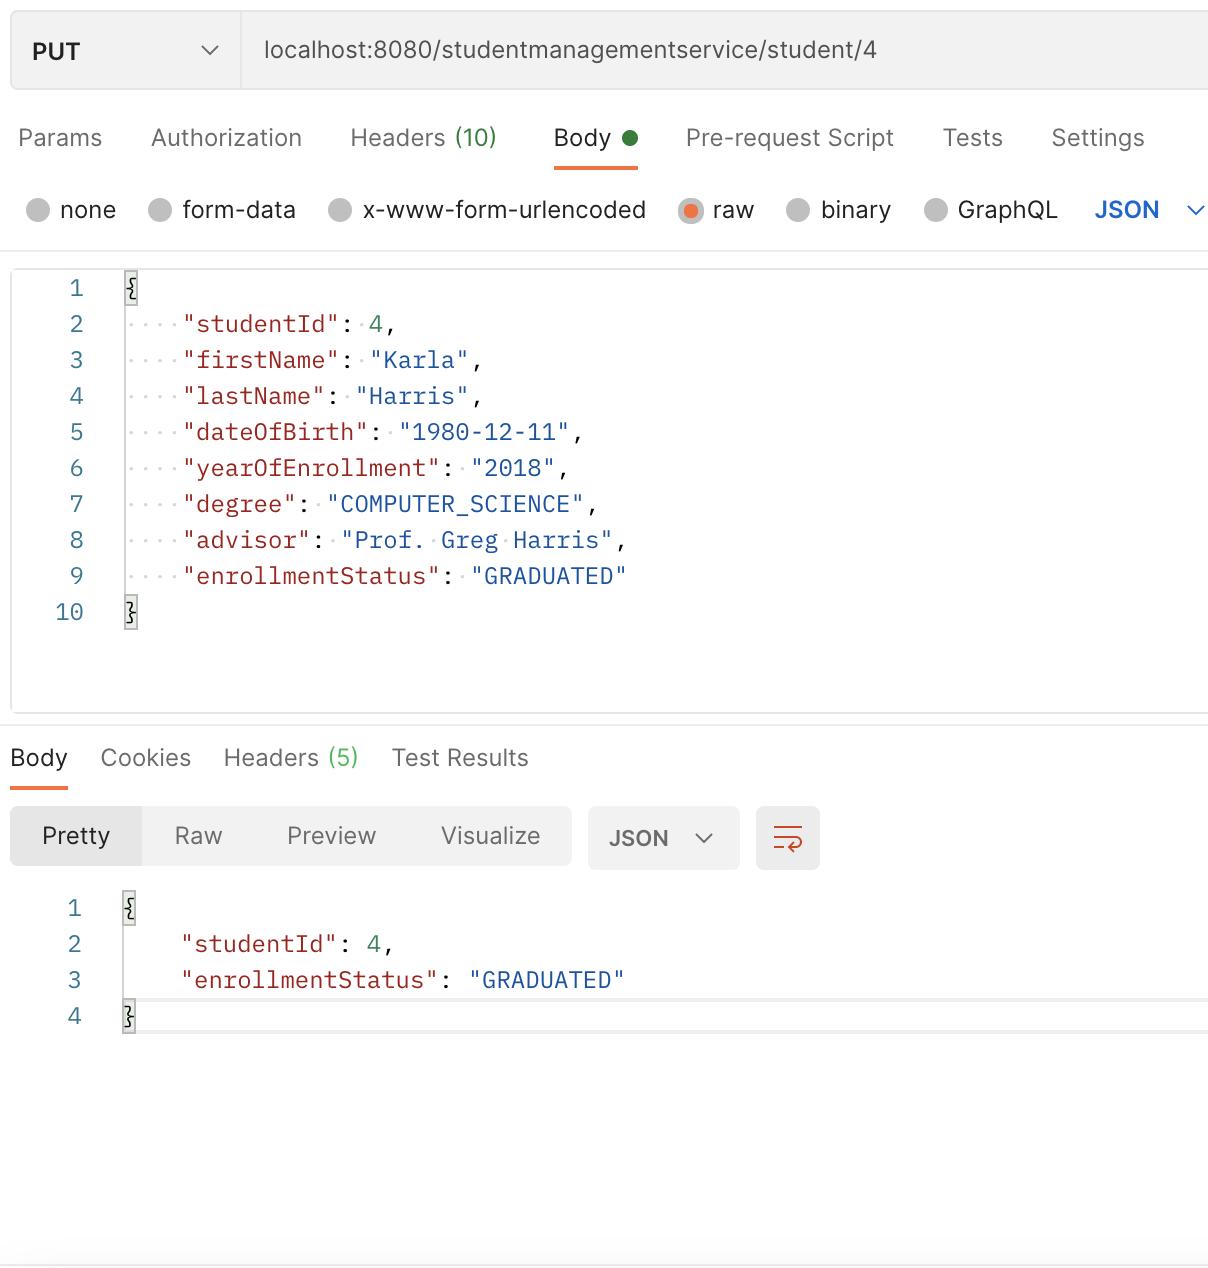 PUT localhost:8080/studentmanagementservice/student/4
Params Authorization Headers (10) Body Pre-request Script Tests Settings
none form-data x-www-form-urlencoded raw binary GraphQL JSON
1 {
2 "studentId": 4,
3 "firstName": "Karla",
4 "lastName": "Harris",
5 "dateOfBirth": "1980-12-11",
6 "yearOfEnrollment": "2018",
7 "degree": "COMPUTER_SCIENCE",
8 "advisor": "Prof. Greg Harris",
9 "enrollmentStatus": "GRADUATED"
10 }
Body Cookies Headers (5) Test Results
Pretty Raw Preview Visualize JSON
1 {
2 "studentId": 4,
3 "enrollmentStatus": "GRADUATED"
4 }